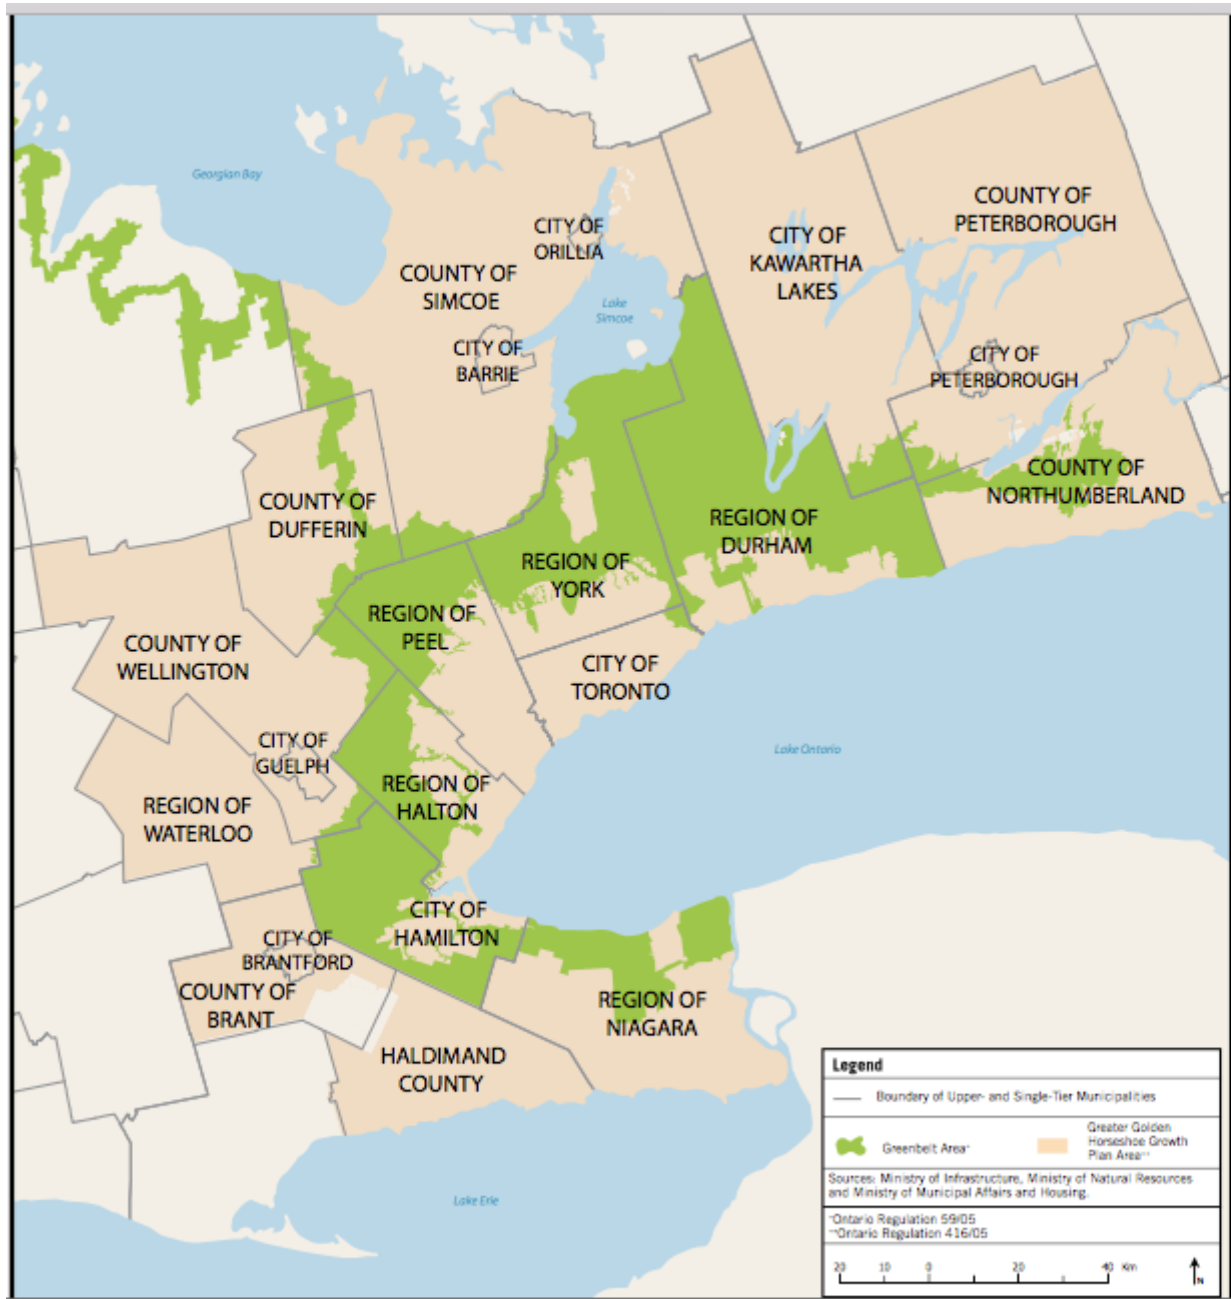 Georgian Bay
COUNTY OF
PETERBOROUGH
CITY OF
ORILLIA
CITY OF
KAWARTHA
LAKES
COUNTY OF
SIMCOE
Lake
Simcoe
CITY OF
BARRIE
CITY OF
PETERBOROUGH
COUNTY OF
NORTHUMBERLAND
COUNTY OF
DUFFERIN
REGION OF
DURHAM
REGION OF
YORK
REGION OF
PEEL
COUNTY OF
WELLINGTON
CITY OF
TORONTO
CITY OF
GUELPH
Lake Ontario
REGION OF
HALTON
REGION OF
WATERLOO
CITY OF
HAMILTON
CITY OF
BRANTFORD
COUNTY OF
BRANT
REGION OF
NIAGARA
HALDIMAND
COUNTY
Lake Erie
Legend
Boundary of Upper- and Single-Tier Municipalities
Greenbelt Area*
Greater Golden
Horseshoe Growth
Plan Area**
Sources: Ministry of Infrastructure, Ministry of Natural Resources
and Ministry of Municipal Affairs and Housing.
*Ontario Regulation 59/05
**Ontario Regulation 416/05
20 10 0 20 40 Km
N